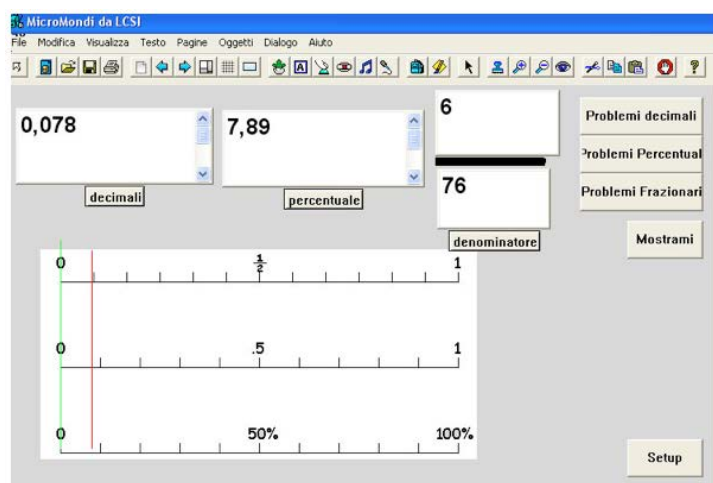 MicroMondi da LCSI
File Modifica Visualizza Testo Pagine Oggetti Dialogo Aiuto
0,078
decimali
7,89
percentuale
6
76
denominatore
Problemi decimali
Problemi Percentual
Problemi Frazionari
Mostrami
0 1/2 1
0 .5 1
0 50% 100%
Setup